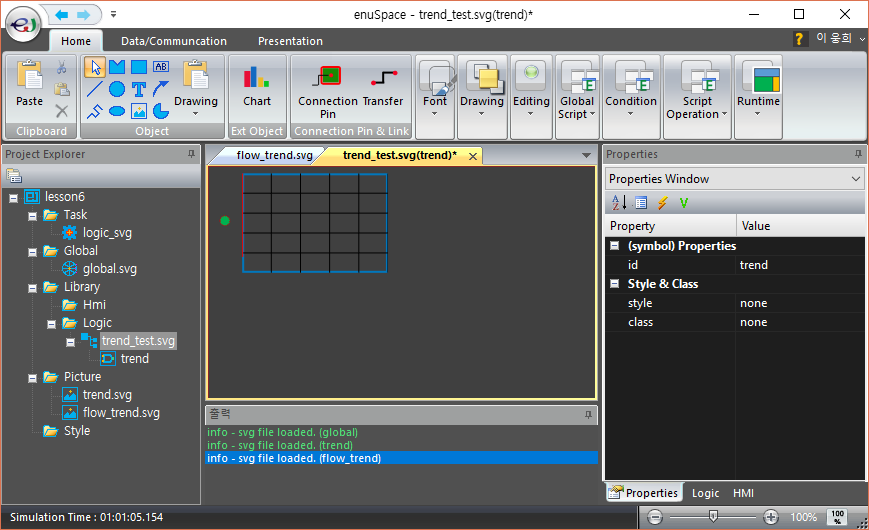 enuSpace - trend_test.svg(trend)*
Home
Data/Communcation
Presentation
?
이 웅희
Paste
Clipboard
AB
T
Drawing
Object
Chart
Ext Object
Connection Pin
Transfer
Connection Pin & Link
Font
Drawing
Editing
Global Script
Condition
Script Operation
Runtime
Project Explorer
lesson6
Task
logic_svg
Global
global.svg
Library
Hmi
Logic
trend_test.svg
trend
Picture
trend.svg
flow_trend.svg
Style
flow_trend.svg
trend_test.svg(trend)*
출력
info - svg file loaded. (global)
info - svg file loaded. (trend)
info - svg file loaded. (flow_trend)
Properties
Properties Window
A Z
V
Property Value
(symbol) Properties
id trend
Style & Class
style none
class none
Properties
Logic
HMI
Simulation Time : 01:01:05.154
100%
100 %